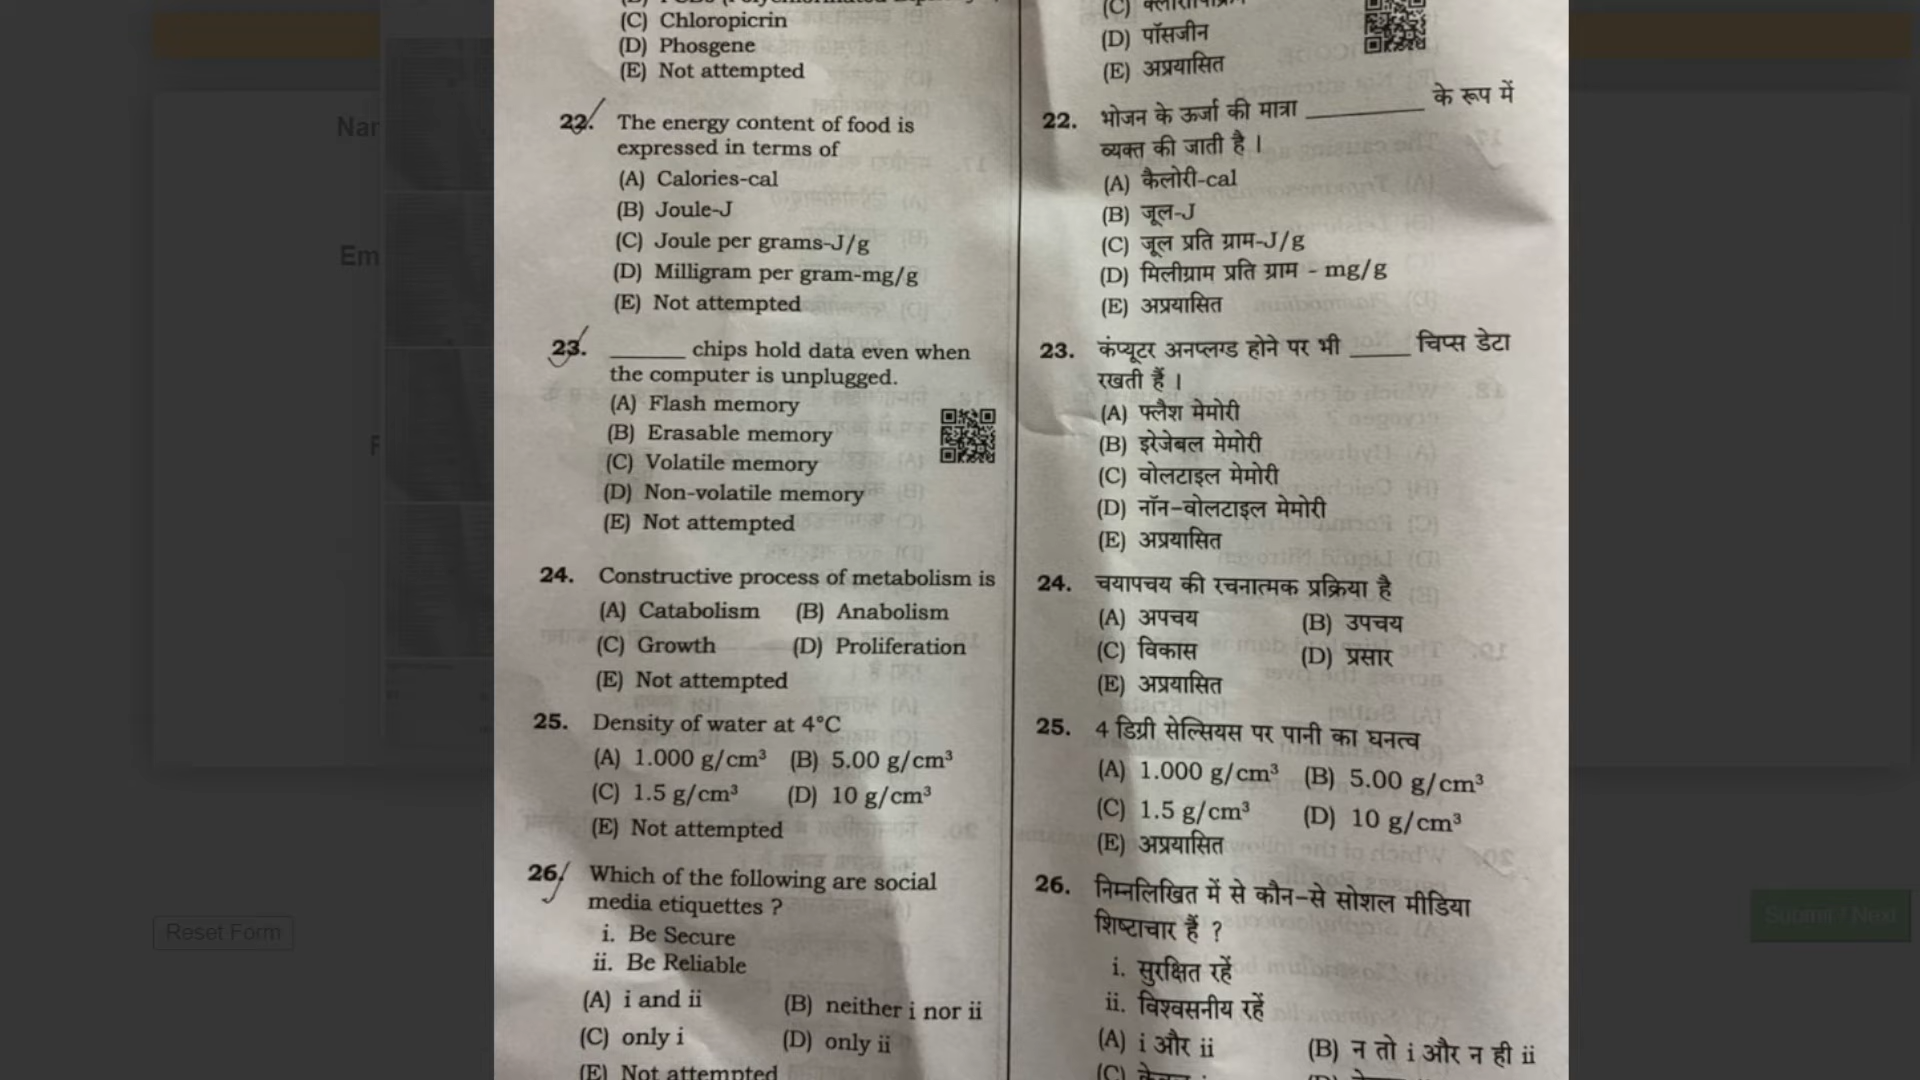 (C) Chloropicrin
(D) Phosgene
(E) Not attempted
22. The energy content of food is
expressed in terms of
(A) Calories-cal
(B) Joule-J
(C) Joule per grams-J/g
(D) Milligram per gram-mg/g
(E) Not attempted
23. ______ chips hold data even when
the computer is unplugged.
(A) Flash memory
(B) Erasable memory
(C) Volatile memory
(D) Non-volatile memory
(E) Not attempted
24. Constructive process of metabolism is
(A) Catabolism (B) Anabolism
(C) Growth (D) Proliferation
(E) Not attempted
25. Density of water at 4°C
(A) 1.000 g/cm³ (B) 5.00 g/cm³
(C) 1.5 g/cm³ (D) 10 g/cm³
(E) Not attempted
26. Which of the following are social
media etiquettes ?
i. Be Secure
ii. Be Reliable
(A) i and ii (B) neither i nor ii
(C) only i (D) only ii
(E) Not attempted
(D) पॉसजीन
(E) अप्रयासित
22. भोजन के ऊर्जा की मात्रा ________ के रूप में
व्यक्त की जाती है ।
(A) कैलोरी-cal
(B) जूल-J
(C) जूल प्रति ग्राम-J/g
(D) मिलीग्राम प्रति ग्राम - mg/g
(E) अप्रयासित
23. कंप्यूटर अनप्लग्ड होने पर भी ____ चिप्स डेटा
रखती हैं ।
(A) फ्लैश मेमोरी
(B) इरेजेबल मेमोरी
(C) वोलटाइल मेमोरी
(D) नॉन-वोलटाइल मेमोरी
(E) अप्रयासित
24. चयापचय की रचनात्मक प्रक्रिया है
(A) अपचय (B) उपचय
(C) विकास (D) प्रसार
(E) अप्रयासित
25. 4 डिग्री सेल्सियस पर पानी का घनत्व
(A) 1.000 g/cm³ (B) 5.00 g/cm³
(C) 1.5 g/cm³ (D) 10 g/cm³
(E) अप्रयासित
26. निम्नलिखित में से कौन-से सोशल मीडिया
शिष्टाचार हैं ?
i. सुरक्षित रहें
ii. विश्वसनीय रहें
(A) i और ii (B) न तो i और न ही ii
Reset Form
Submit / Next